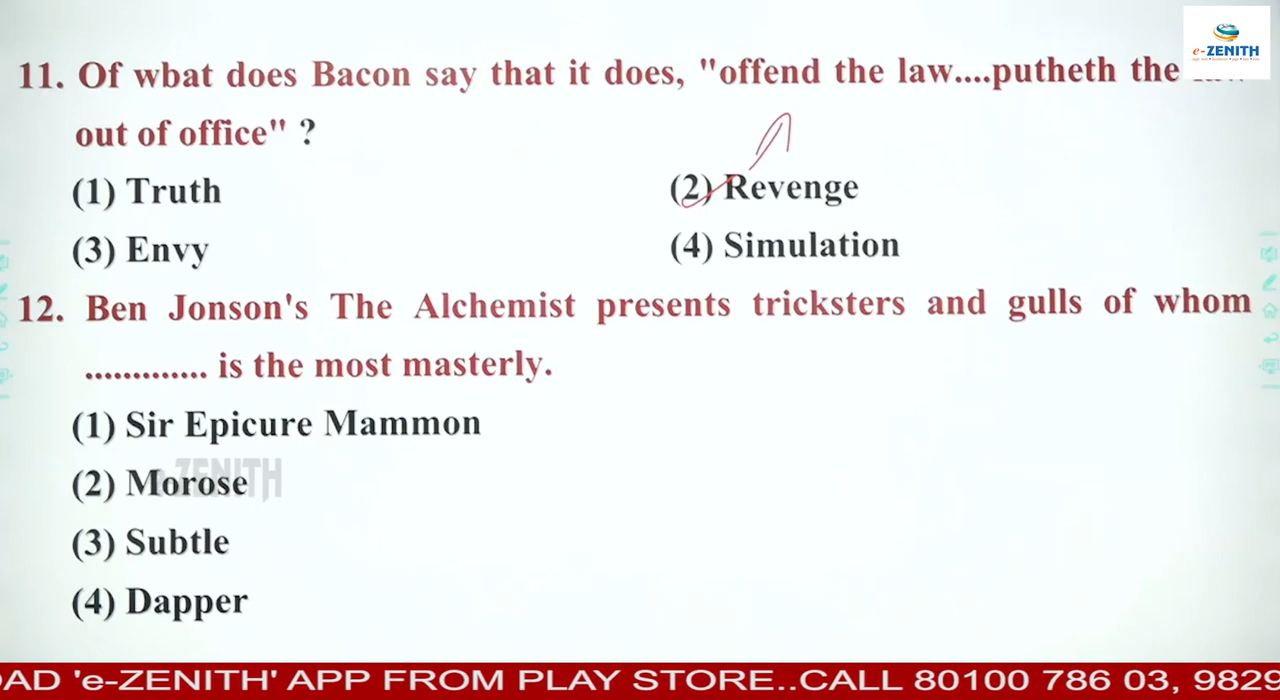 e-ZENITH
11. Of wbat does Bacon say that it does, "offend the law....putheth the
out of office" ?
(1) Truth
(2) Revenge
(3) Envy
(4) Simulation
12. Ben Jonson's The Alchemist presents tricksters and gulls of whom
............. is the most masterly.
(1) Sir Epicure Mammon
(2) Morose
e-ZENITH
(3) Subtle
(4) Dapper
OAD 'e-ZENITH' APP FROM PLAY STORE..CALL 80100 786 03, 9829